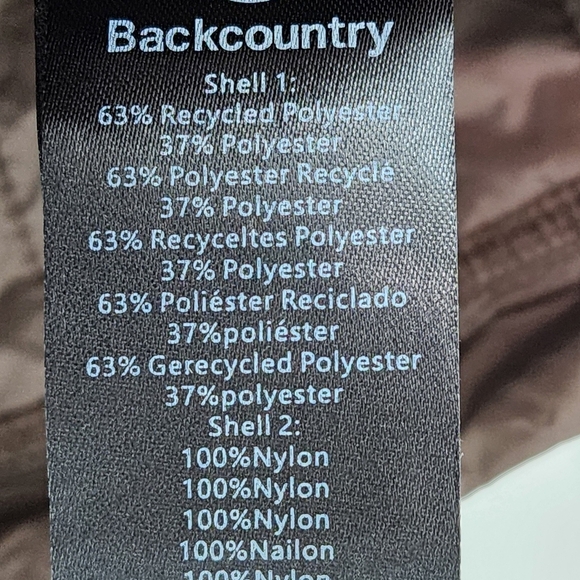 Backcountry
Shell 1:
63% Recycled Polyester
37% Polyester
63% Polyester Recyclé
37% Polyester
63% Recyceltes Polyester
37% Polyester
63% Poliéster Reciclado
37%poliéster
63% Gerecycled Polyester
37%polyester
Shell 2:
100%Nylon
100%Nylon
100%Nylon
100%Nailon
100%Nylon